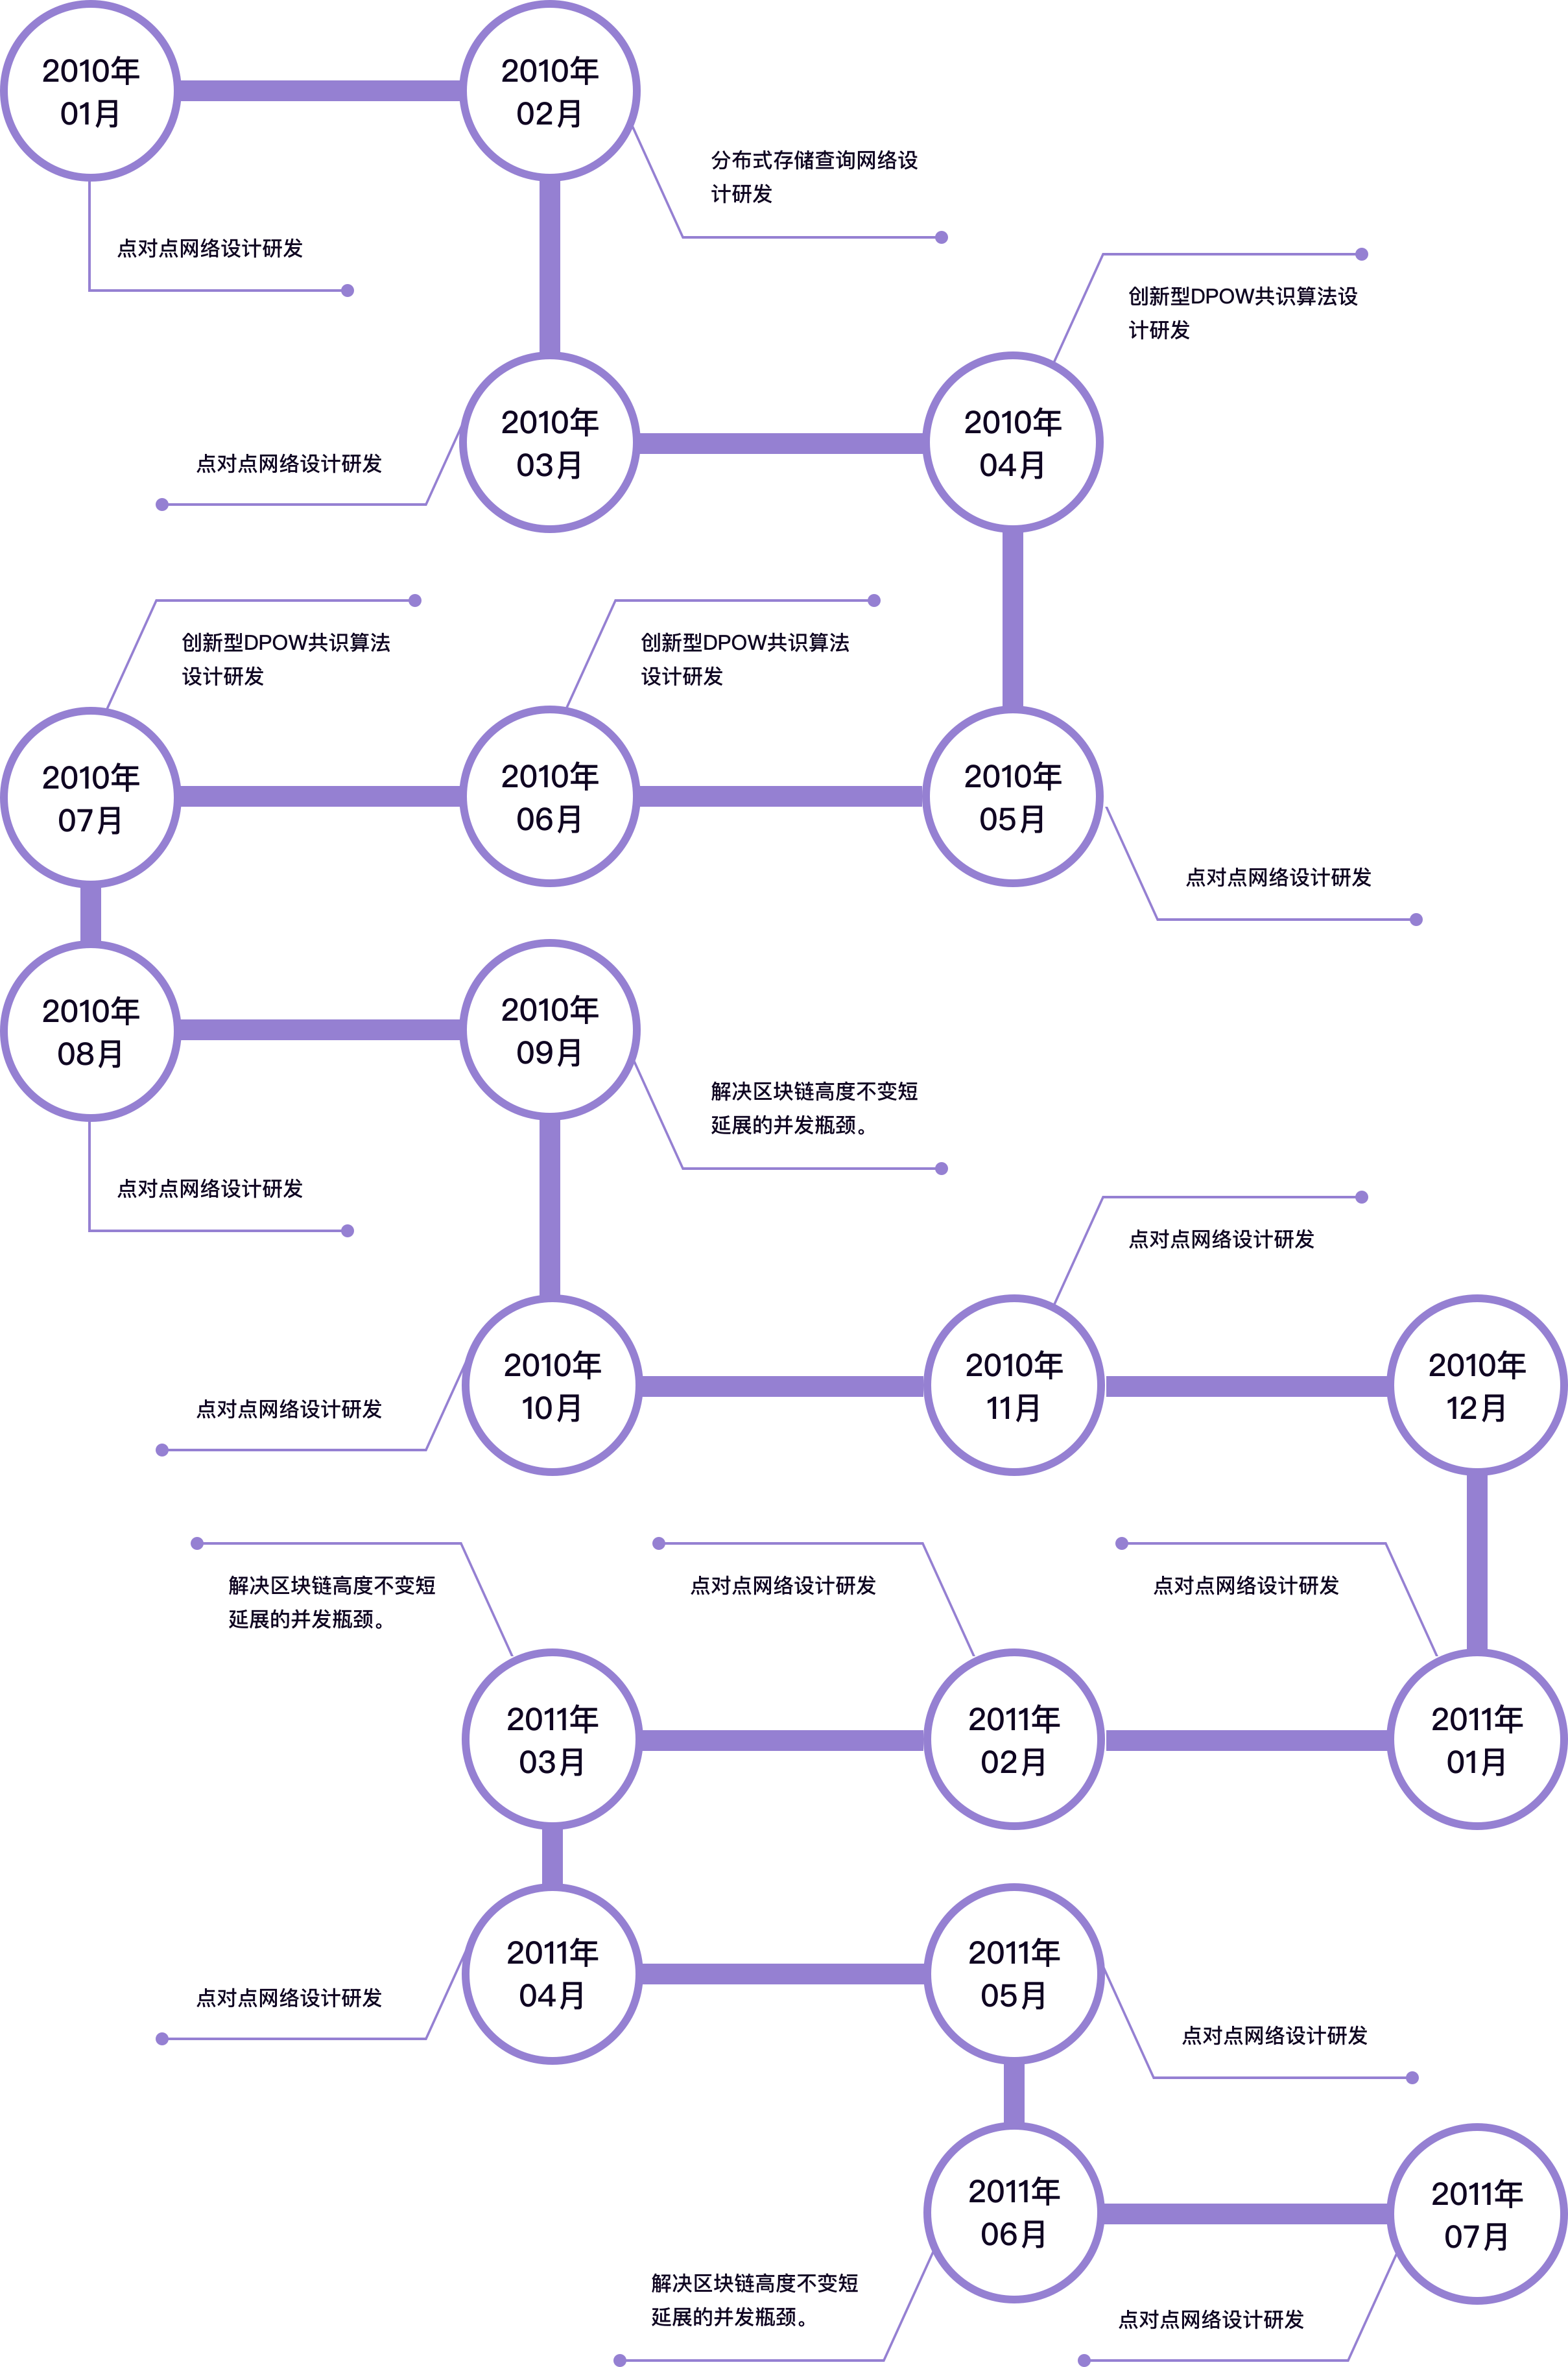 2010年
01月
2010年
02月
分布式存储查询网络设
计研发
点对点网络设计研发
创新型DPOW共识算法设
计研发
2010年
03月
2010年
04月
点对点网络设计研发
创新型DPOW共识算法
设计研发
创新型DPOW共识算法
设计研发
2010年
07月
2010年
06月
2010年
05月
点对点网络设计研发
2010年
08月
2010年
09月
解决区块链高度不变短
延展的并发瓶颈。
点对点网络设计研发
点对点网络设计研发
2010年
10月
2010年
11月
2010年
12月
点对点网络设计研发
解决区块链高度不变短
延展的并发瓶颈。
点对点网络设计研发
点对点网络设计研发
2011年
03月
2011年
02月
2011年
01月
2011年
04月
2011年
05月
点对点网络设计研发
点对点网络设计研发
2011年
06月
2011年
07月
解决区块链高度不变短
延展的并发瓶颈。
点对点网络设计研发